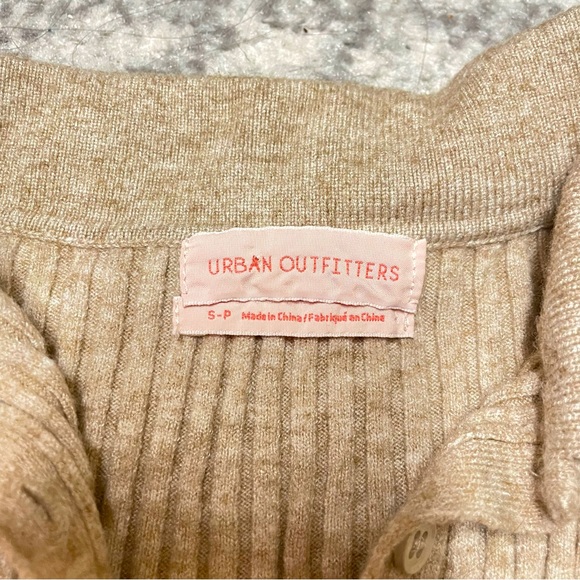 URBAN OUTFITTERS
S-P Made in China / Fabriqué en Chine